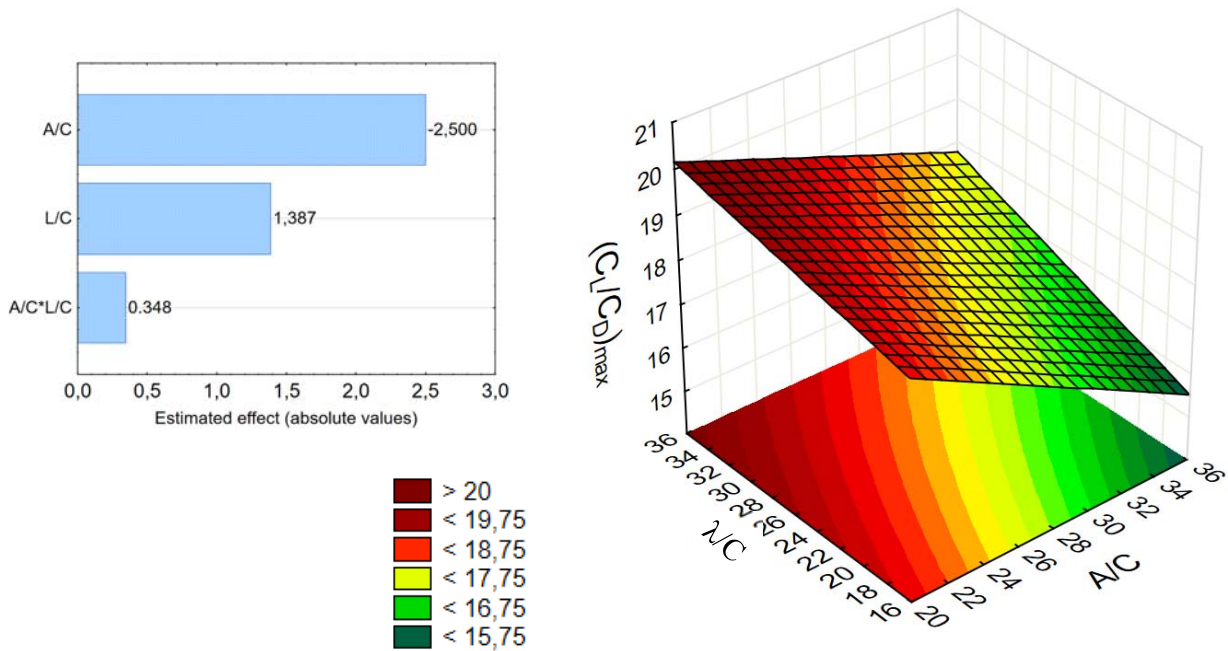 A/C
-2,500
L/C
1,387
A/C*L/C
0.348
0,0 0,5 1,0 1,5 2,0 2,5 3,0
Estimated effect (absolute values)
> 20
< 19,75
< 18,75
< 17,75
< 16,75
< 15,75
21
20
19
18
17
16
15
(CL/CD)max
36 34 32 30 28 26 24 22 20 18 16
λ/C
20 22 24 26 28 30 32 34 36
A/C